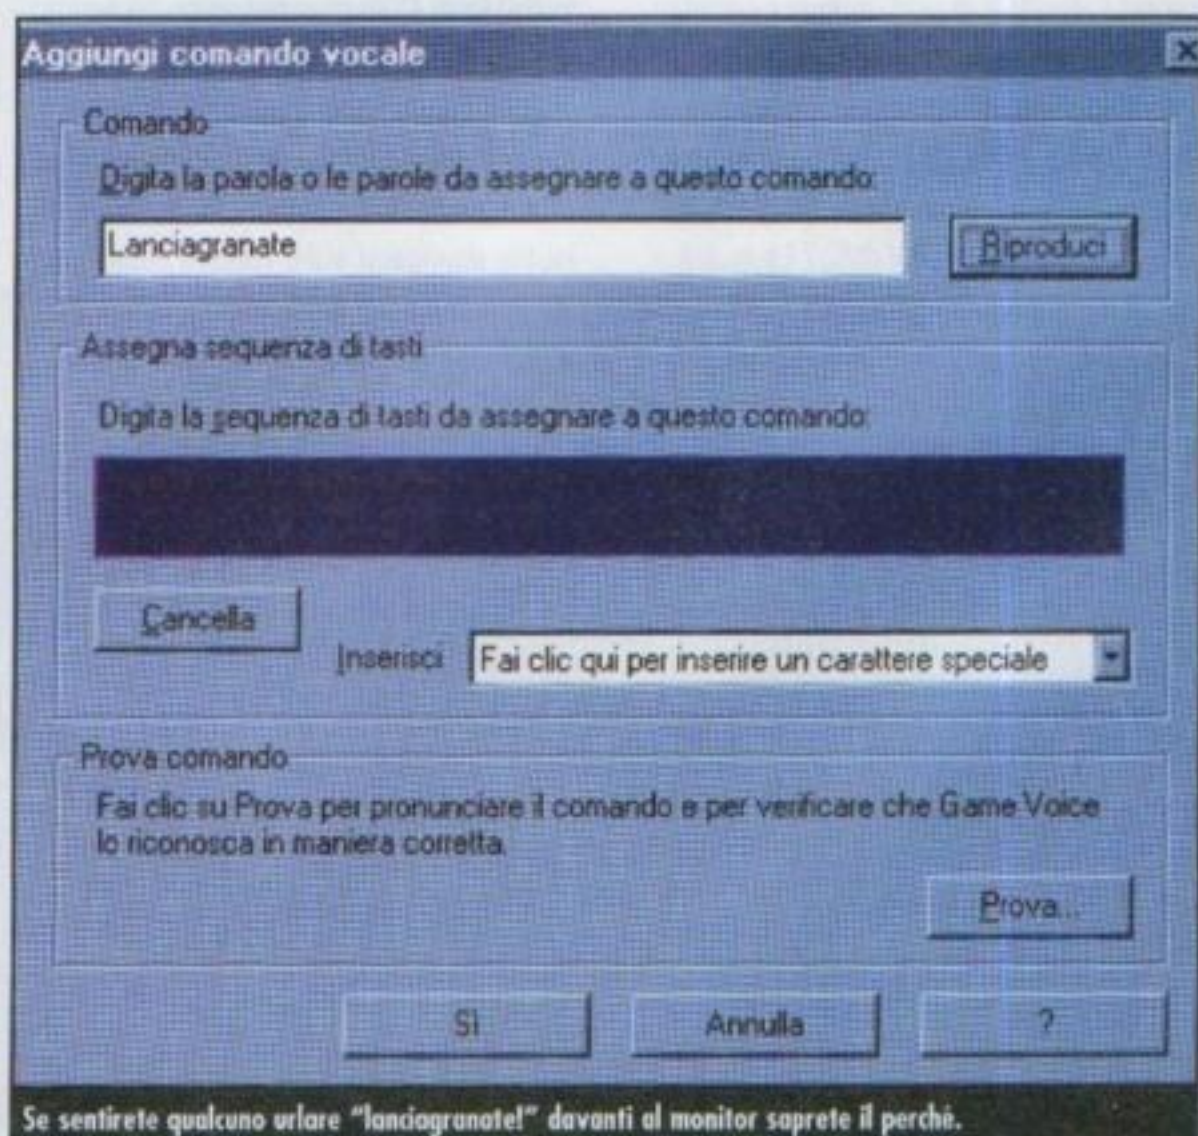 Aggiungi comando vocale
Comando
Digita la parola o le parole da assegnare a questo comando:
Lanciagranate
Riproduci
Assegna sequenza di tasti
Digita la sequenza di tasti da assegnare a questo comando:
Cancella
Inserisci
Fai clic qui per inserire un carattere speciale
Prova comando
Fai clic su Prova per pronunciare il comando e per verificare che Game Voice
lo riconosca in maniera corretta.
Prova...
Sì
Annulla
?
Se sentirete qualcuno urlare "lanciagranate!" davanti al monitor saprete il perché.